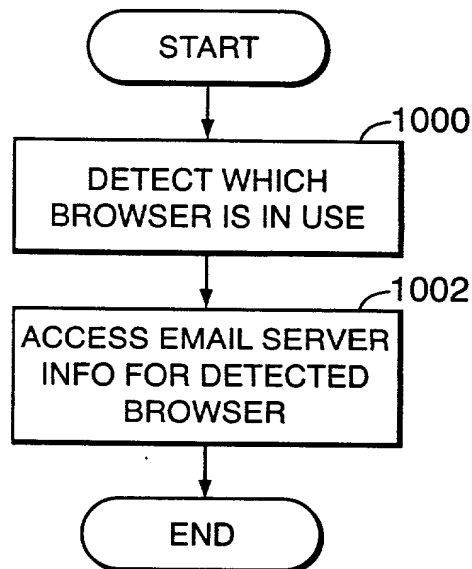 START
1000
DETECT WHICH
BROWSER IS IN USE
1002
ACCESS EMAIL SERVER
INFO FOR DETECTED
BROWSER
END